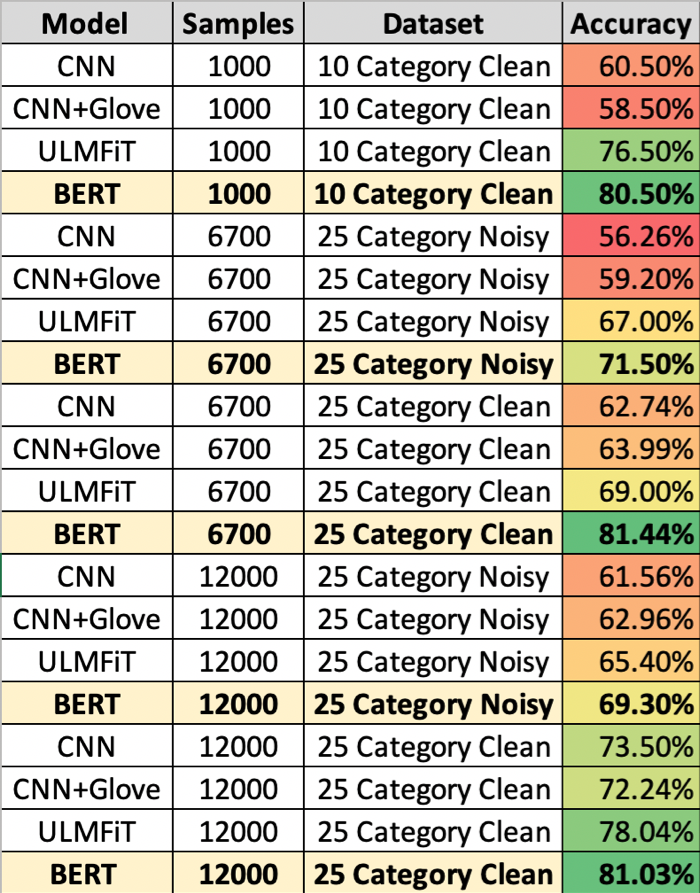 Model Samples Dataset Accuracy
CNN 1000 10 Category Clean 60.50%
CNN+Glove 1000 10 Category Clean 58.50%
ULMFiT 1000 10 Category Clean 76.50%
BERT 1000 10 Category Clean 80.50%
CNN 6700 25 Category Noisy 56.26%
CNN+Glove 6700 25 Category Noisy 59.20%
ULMFiT 6700 25 Category Noisy 67.00%
BERT 6700 25 Category Noisy 71.50%
CNN 6700 25 Category Clean 62.74%
CNN+Glove 6700 25 Category Clean 63.99%
ULMFiT 6700 25 Category Clean 69.00%
BERT 6700 25 Category Clean 81.44%
CNN 12000 25 Category Noisy 61.56%
CNN+Glove 12000 25 Category Noisy 62.96%
ULMFiT 12000 25 Category Noisy 65.40%
BERT 12000 25 Category Noisy 69.30%
CNN 12000 25 Category Clean 73.50%
CNN+Glove 12000 25 Category Clean 72.24%
ULMFiT 12000 25 Category Clean 78.04%
BERT 12000 25 Category Clean 81.03%